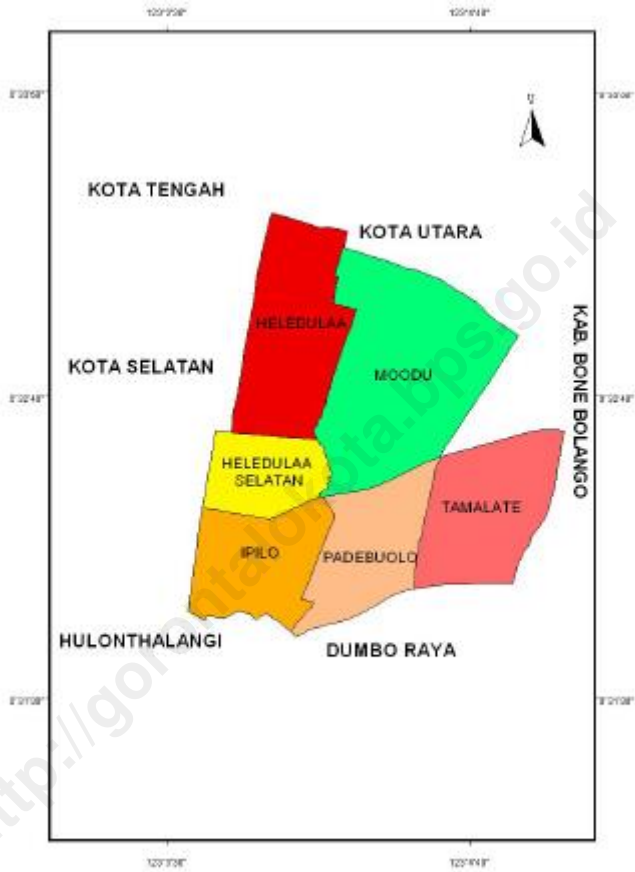 KOTA TENGAH
KOTA UTARA
HELEDULAA
KOTA SELATAN
MOODU
KAB. BONE BOLANGO
HELEDULAA
SELATAN
TAMALATE
IPILO
PADEBUOLO
HULONTHALANGI
DUMBO RAYA
http://gorontalokota.bps.go.id